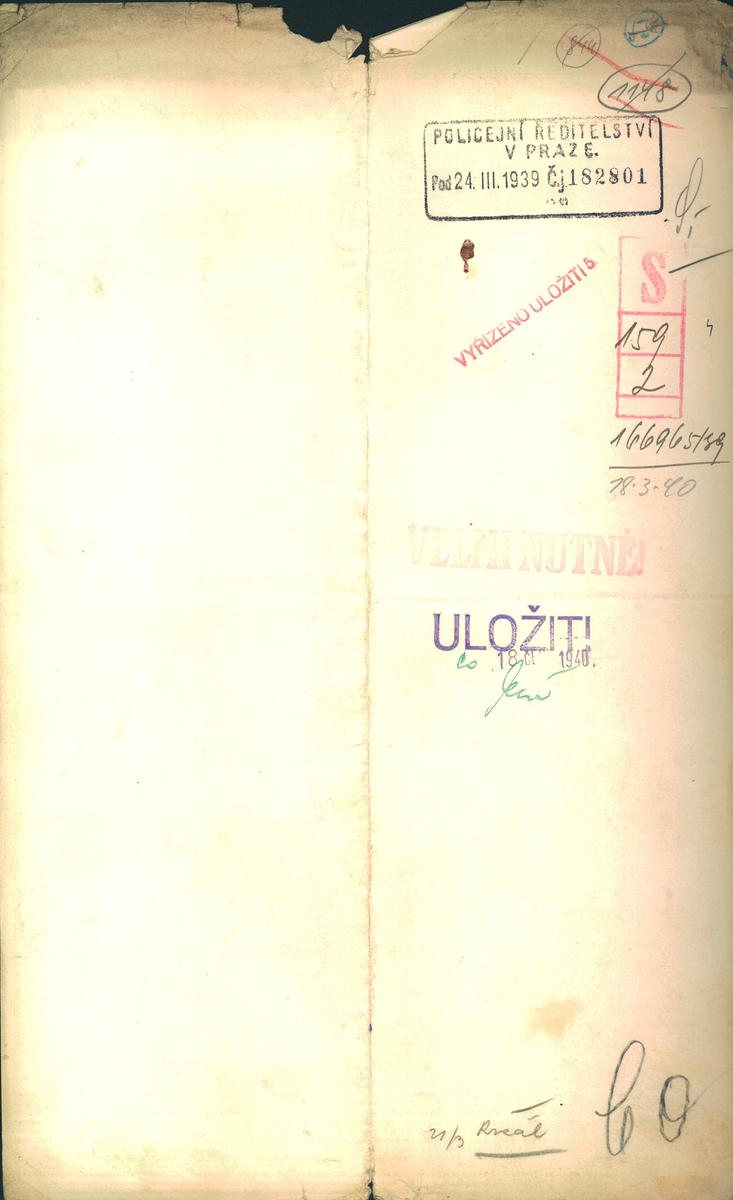 844
1148
POLICEJNÍ ŘEDITELSTVÍ
V PRAZE.
Pod 24. III. 1939 Čj 182801
S
159
2
VYŘÍZENO ULOŽITI 5
166965/39
18·3·40
VELMI NUTNÉ!
ULOŽITI
18 1940.
21/3
60